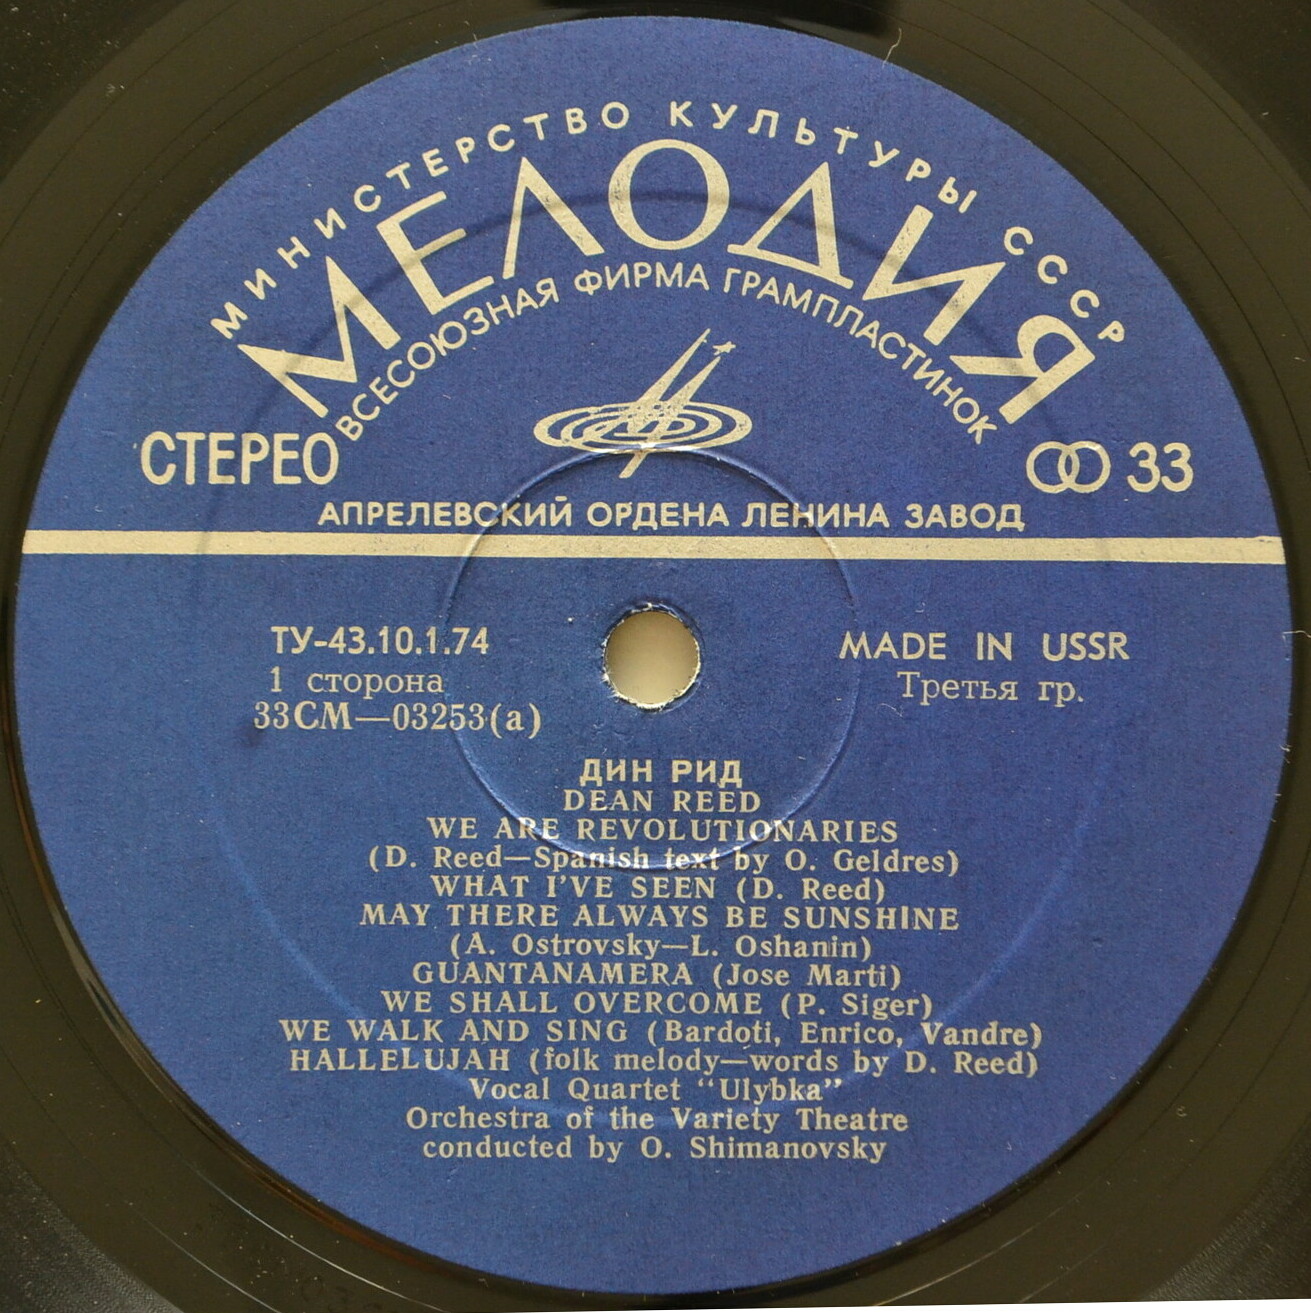 МИНИСТЕРСТВО КУЛЬТУРЫ СССР
МЕЛОДИЯ
ВСЕСОЮЗНАЯ ФИРМА ГРАМПЛАСТИНОК
СТЕРЕО
33
АПРЕЛЕВСКИЙ ОРДЕНА ЛЕНИНА ЗАВОД
ТУ-43.10.1.74
MADE IN USSR
1 сторона
Третья гр.
33СМ—03253(а)
ДИН РИД
DEAN REED
WE ARE REVOLUTIONARIES
(D. Reed—Spanish text by O. Geldres)
WHAT I'VE SEEN (D. Reed)
MAY THERE ALWAYS BE SUNSHINE
(A. Ostrovsky—L. Oshanin)
GUANTANAMERA (Jose Marti)
WE SHALL OVERCOME (P. Siger)
WE WALK AND SING (Bardoti, Enrico, Vandre)
HALLELUJAH (folk melody—words by D. Reed)
Vocal Quartet "Ulybka"
Orchestra of the Variety Theatre
conducted by O. Shimanovsky